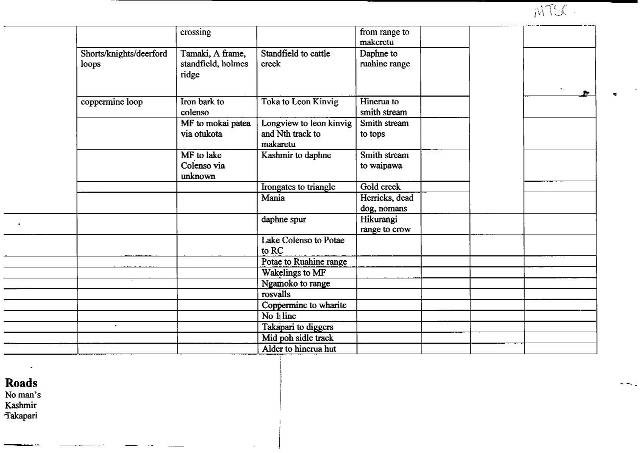 MTSC
crossing
from range to
makeretu
Shorts/knights/deerford
loops
Tamaki, A frame,
standfield, holmes
ridge
Standfield to cattle
creek
Daphne to
ruahine range
coppermine loop
Iron bark to
colenso
Toka to Leon Kinvig
Hinerua to
smith stream
MF to mokai patea
via otukota
Longview to leon kinvig
and Nth track to
makaretu
Smith stream
to tops
MF to lake
Colenso via
unknown
Kashmir to daphne
Smith stream
to waipawa
Irongates to triangle
Gold creek
Mania
Herricks, dead
dog, nomans
daphne spur
Hikurangi
range to crow
Lake Colenso to Potae
to RC
Potae to Ruahine range
Wakelings to MF
Ngamoko to range
rosvalls
Coppermine to wharite
No 1 line
Takapari to diggers
Mid poh sidle track
Alder to hinerua hut
Roads
No man's
Kashmir
Takapari